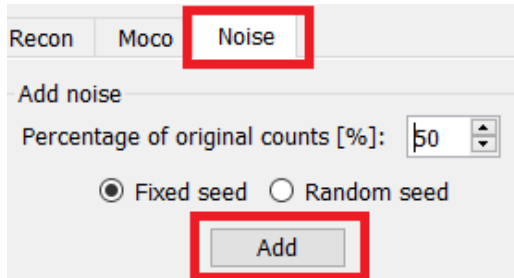 Recon Moco Noise
Add noise
Percentage of original counts [%]: 50
Fixed seed Random seed
Add